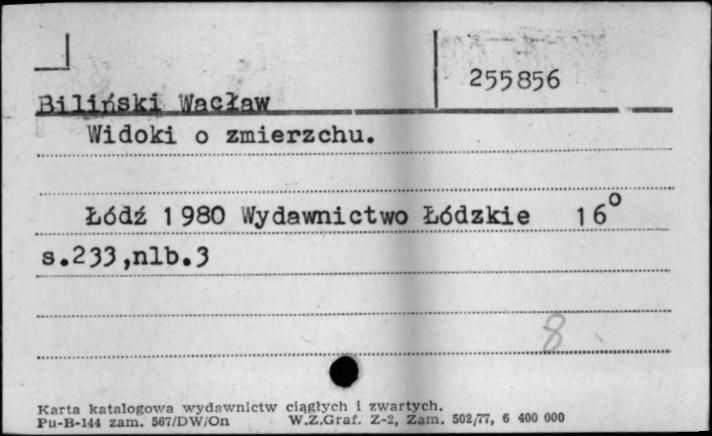 255856
Biliński Wacław
Widoki o zmierzchu.
Łódź 1980 Wydawnictwo Łódzkie 16°
s.233,nlb.3
8
Karta katalogowa wydawnictw ciągłych i zwartych.
Pu-B-144 zam. 567/DW/On W.Z.Graf. Z-2, Zam. 502/77, 6 400 000